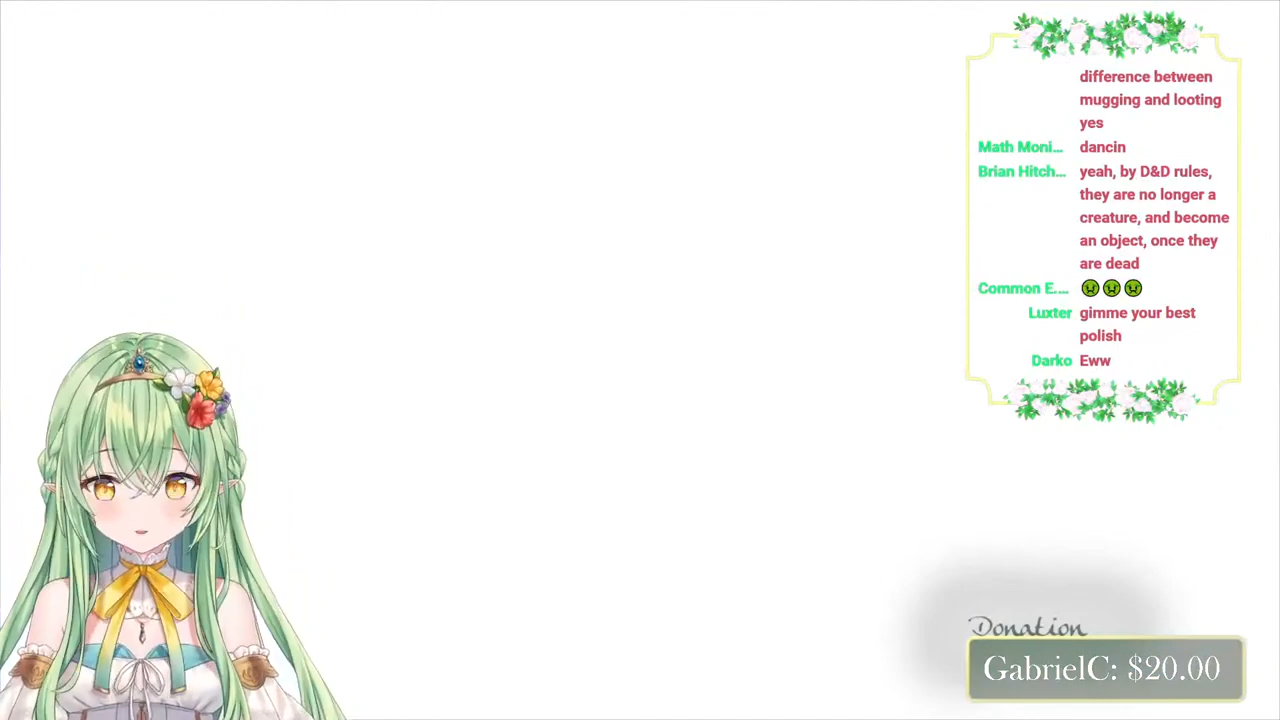 difference between
mugging and looting
yes
Math Moni... dancin
Brian Hitch... yeah, by D&D rules,
they are no longer a
creature, and become
an object, once they
are dead
Common E....
Luxter gimme your best
polish
Darko Eww
Donation
GabrielC: $20.00